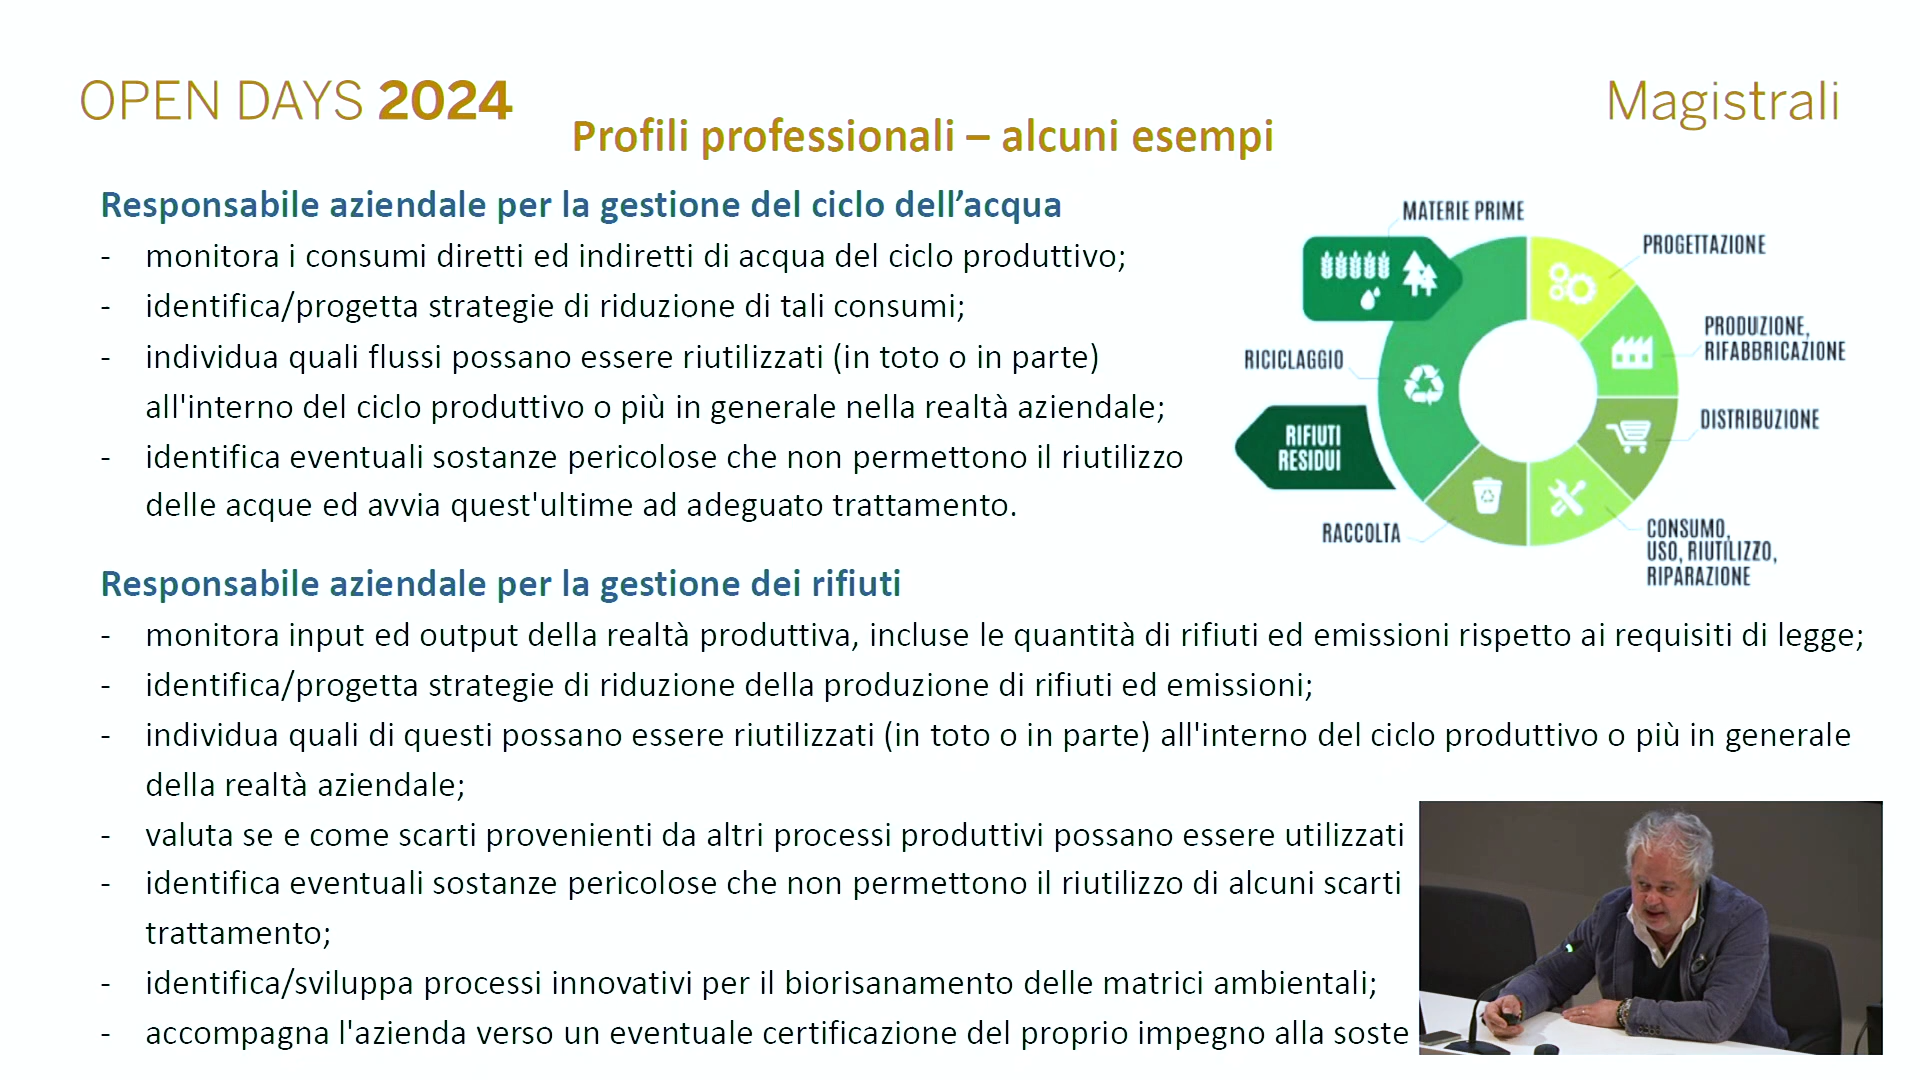 OPEN DAYS 2024
Magistrali
Profili professionali – alcuni esempi
Responsabile aziendale per la gestione del ciclo dell’acqua
- monitora i consumi diretti ed indiretti di acqua del ciclo produttivo;
- identifica/progetta strategie di riduzione di tali consumi;
- individua quali flussi possano essere riutilizzati (in toto o in parte)
all'interno del ciclo produttivo o più in generale nella realtà aziendale;
- identifica eventuali sostanze pericolose che non permettono il riutilizzo
delle acque ed avvia quest'ultime ad adeguato trattamento.
MATERIE PRIME
PROGETTAZIONE
PRODUZIONE,
RIFABBRICAZIONE
DISTRIBUZIONE
CONSUMO,
USO, RIUTILIZZO,
RIPARAZIONE
RACCOLTA
RIFIUTI
RESIDUI
RICICLAGGIO
Responsabile aziendale per la gestione dei rifiuti
- monitora input ed output della realtà produttiva, incluse le quantità di rifiuti ed emissioni rispetto ai requisiti di legge;
- identifica/progetta strategie di riduzione della produzione di rifiuti ed emissioni;
- individua quali di questi possano essere riutilizzati (in toto o in parte) all'interno del ciclo produttivo o più in generale
della realtà aziendale;
- valuta se e come scarti provenienti da altri processi produttivi possano essere utilizzati
- identifica eventuali sostanze pericolose che non permettono il riutilizzo di alcuni scarti
trattamento;
- identifica/sviluppa processi innovativi per il biorisanamento delle matrici ambientali;
- accompagna l'azienda verso un eventuale certificazione del proprio impegno alla soste